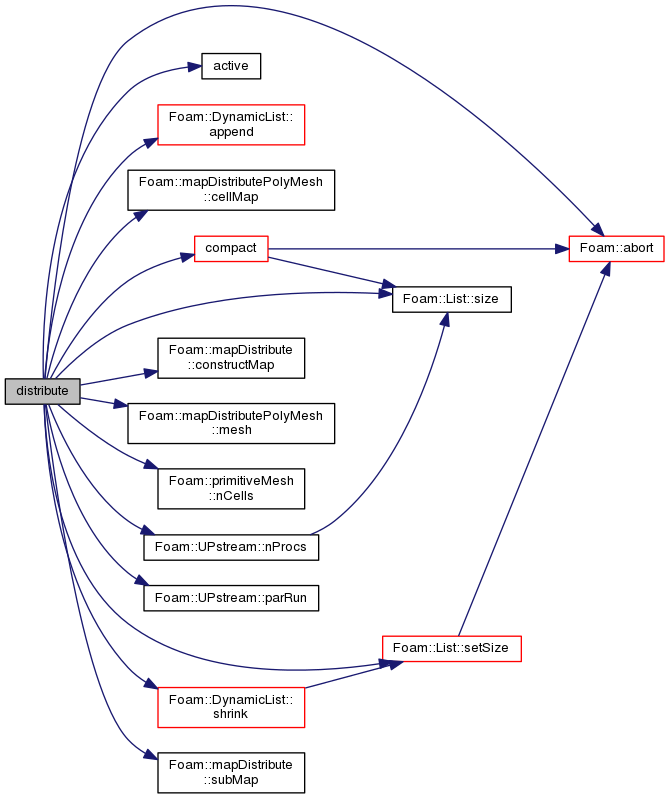 active
Foam::DynamicList::
append
Foam::mapDistributePolyMesh
::cellMap
compact
Foam::abort
Foam::List::size
Foam::mapDistribute
::constructMap
distribute
Foam::mapDistributePolyMesh
::mesh
Foam::primitiveMesh
::nCells
Foam::UPstream::nProcs
Foam::UPstream::parRun
Foam::List::setSize
Foam::DynamicList::
shrink
Foam::mapDistribute
::subMap